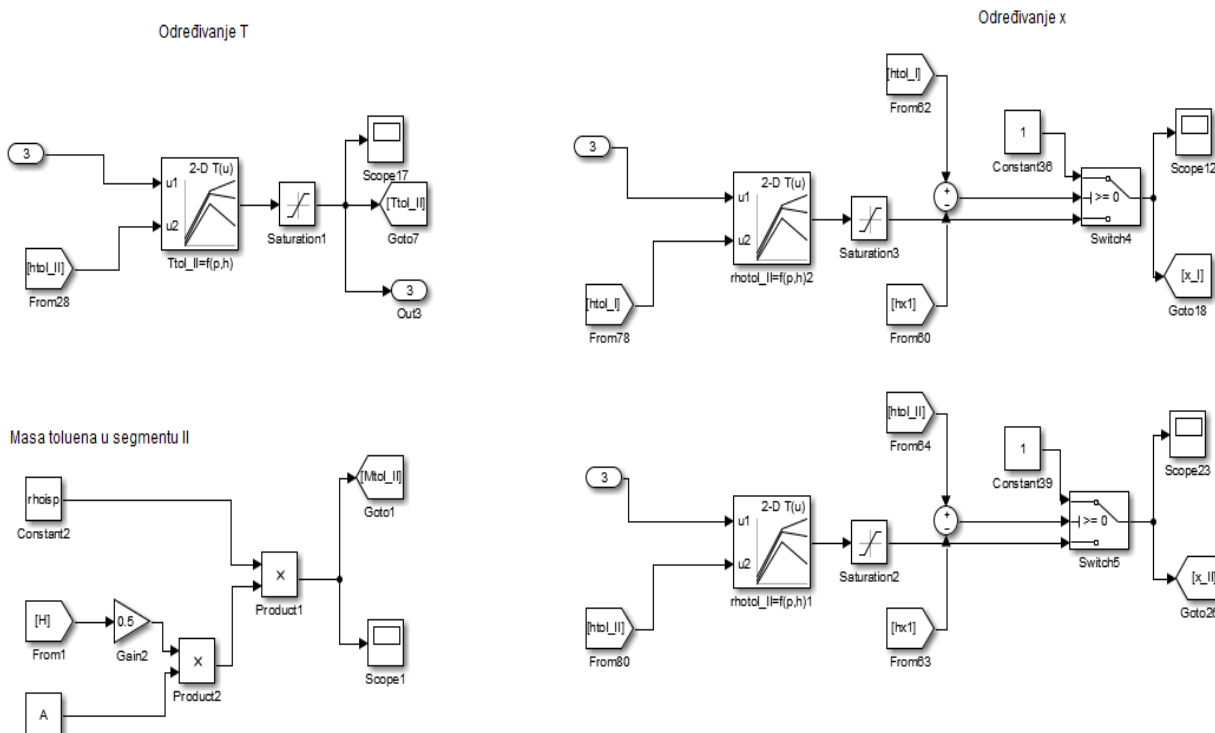 Određivanje T
3
2-D T(u)
u1
u2
Ttol_II=f(p,h)
[htol_II]
From28
Saturation1
Scope17
[Ttol_II]
Goto7
3
Out3
Masa toluena u segmentu II
rhoisp
Constant2
[H]
From1
0.5
Gain2
A
X
Product2
X
Product1
[Mtol_II]
Goto1
Scope1
Određivanje x
[htol_I]
From62
3
2-D T(u)
u1
u2
rhotol_II=f(p,h)2
[htol_I]
From78
Saturation3
+
−
[hx1]
From60
1
Constant36
>= 0
Switch4
Scope12
[x_I]
Goto18
[htol_II]
From64
3
2-D T(u)
u1
u2
rhotol_II=f(p,h)1
[htol_II]
From80
Saturation2
+
−
[hx1]
From63
1
Constant39
>= 0
Switch5
Scope23
[x_II]
Goto26